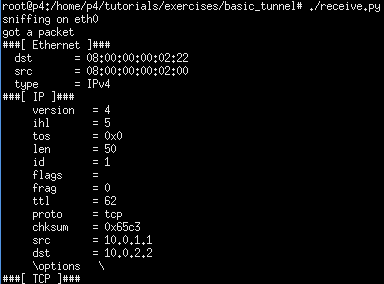 root@p4:/home/p4/tutorials/exercises/basic_tunnel# ./receive.py
sniffing on eth0
got a packet
###[ Ethernet ]###
  dst       = 08:00:00:00:02:22
  src       = 08:00:00:00:02:00
  type      = IPv4
###[ IP ]###
     version   = 4
     ihl       = 5
     tos       = 0x0
     len       = 50
     id        = 1
     flags     =
     frag      = 0
     ttl       = 62
     proto     = tcp
     chksum    = 0x65c3
     src       = 10.0.1.1
     dst       = 10.0.2.2
     \options   \
###[ TCP ]###